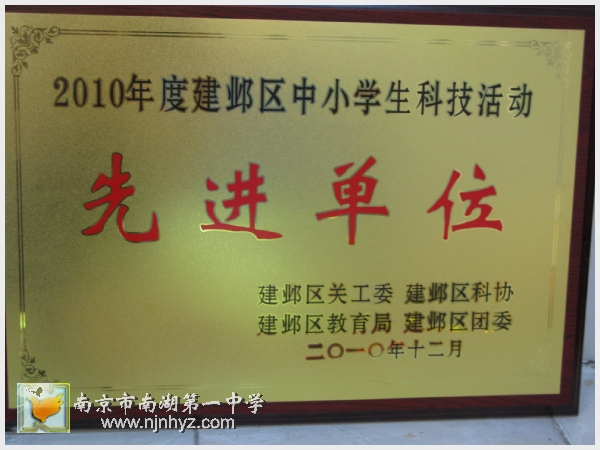 2010年度建邺区中小学生科技活动
先进单位
建邺区关工委 建邺区科协
建邺区教育局 建邺区团委
二〇一〇年十二月
南京市南湖第一中学
www.njnhyz.com